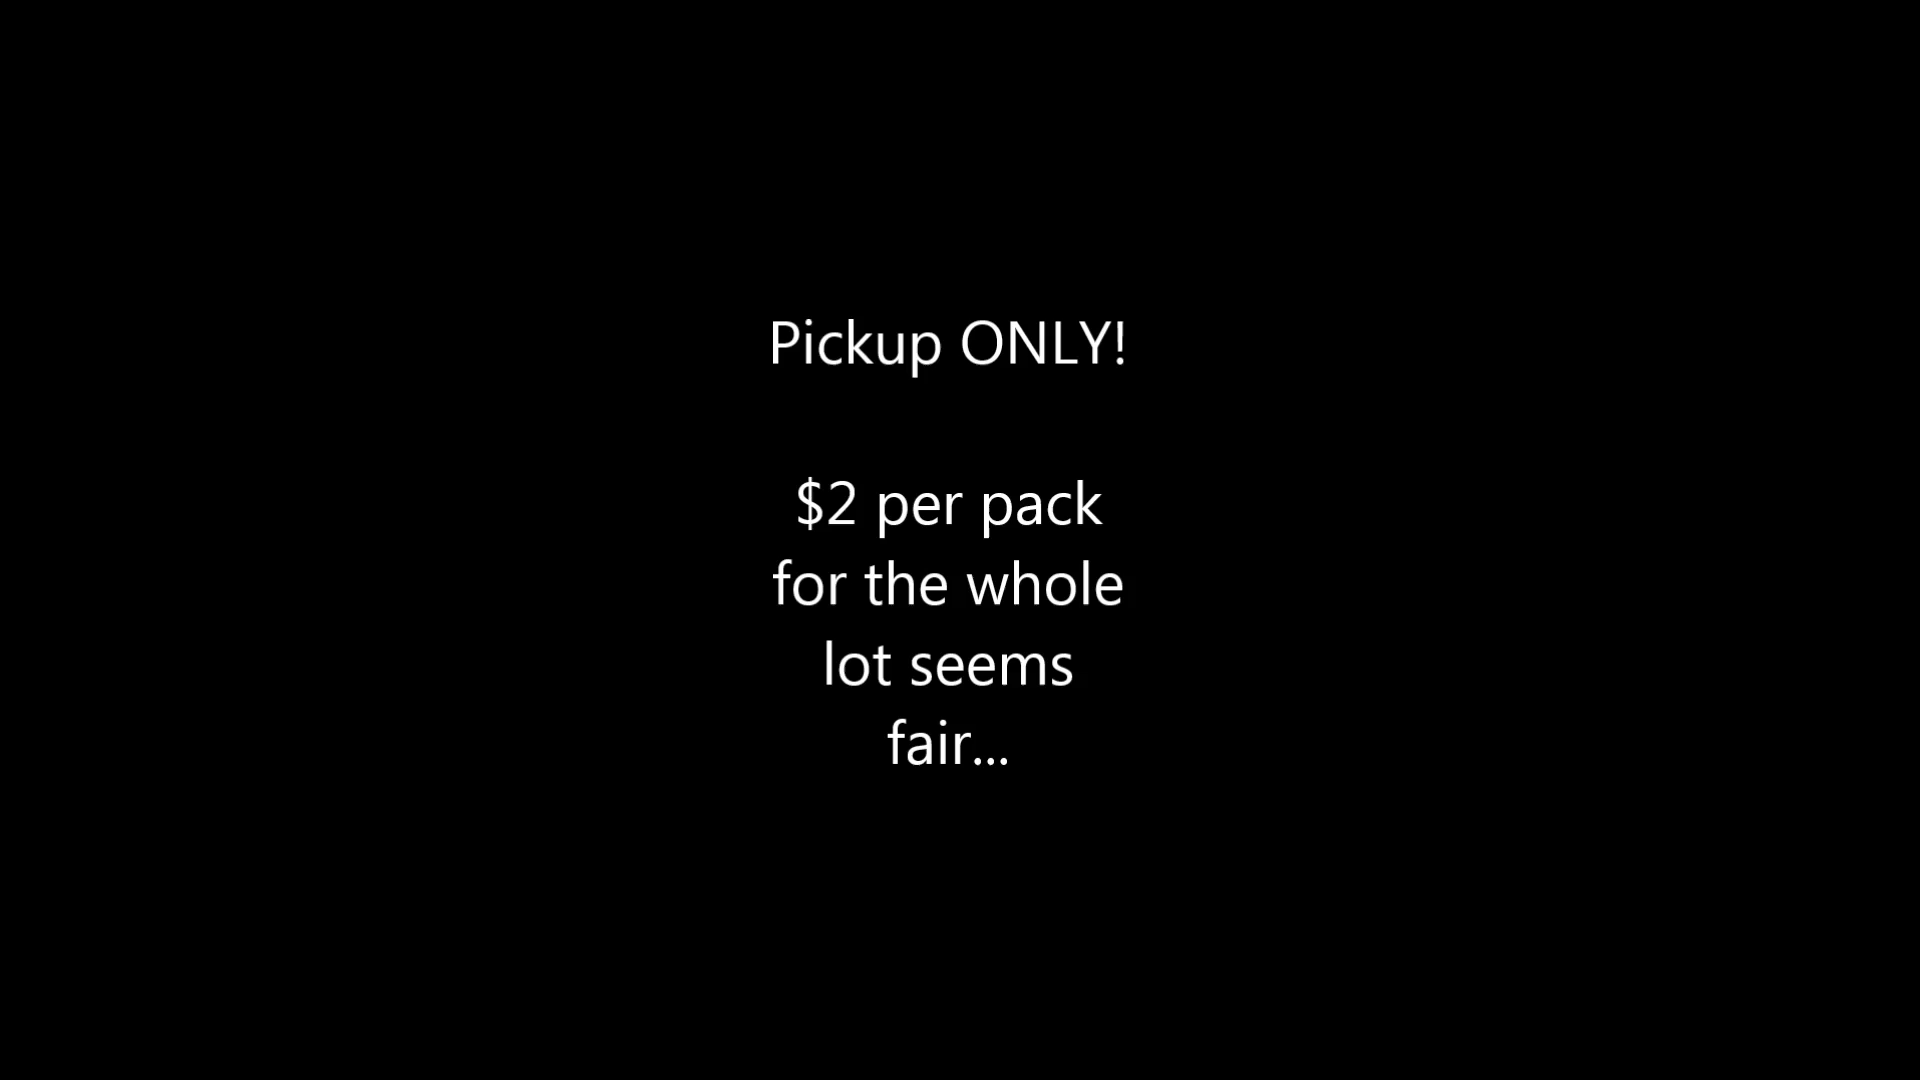 Pickup ONLY!
$2 per pack
for the whole
lot seems
fair...